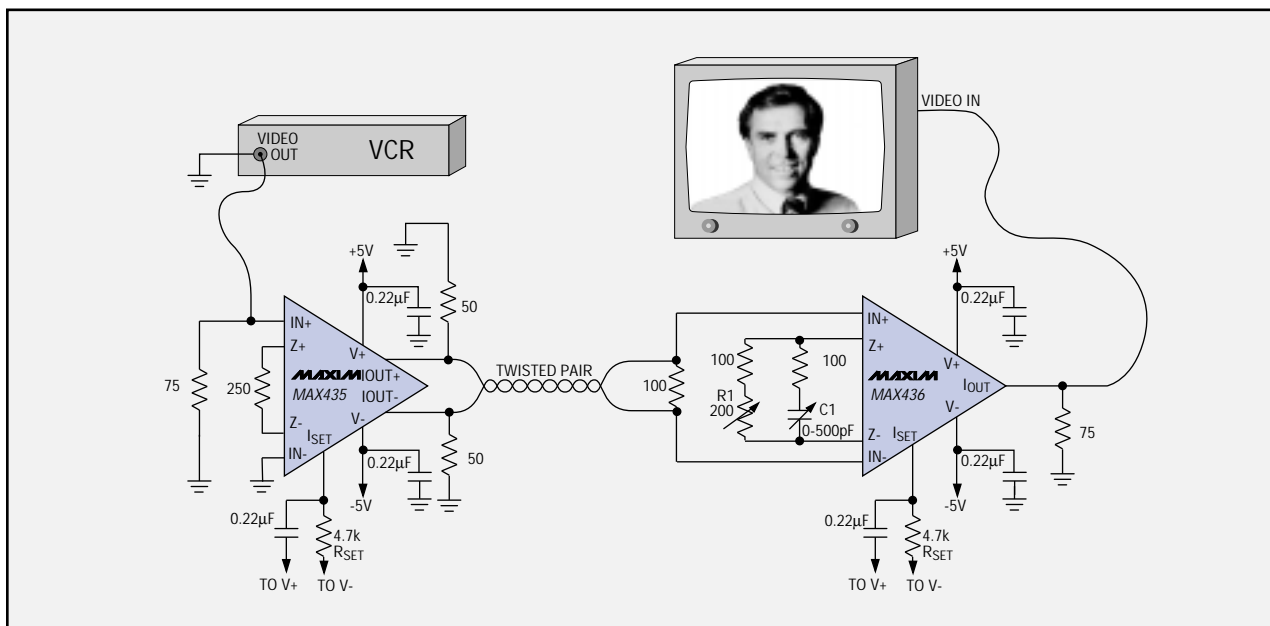 VIDEO IN
VIDEO
OUT
VCR
+5V
0.22µF
50
75
IN+
Z+
250
Z-
IN-
V+
MAXIM
MAX435
IOUT+
IOUT-
V-
ISET
0.22µF
-5V
50
0.22µF
4.7k
RSET
TO V+
TO V-
TWISTED PAIR
100
100
R1
200
100
C1
0-500pF
+5V
0.22µF
IN+
Z+
V+
MAXIM
MAX436
IOUT
V-
Z-
ISET
IN-
75
0.22µF
-5V
0.22µF
4.7k
RSET
TO V+
TO V-